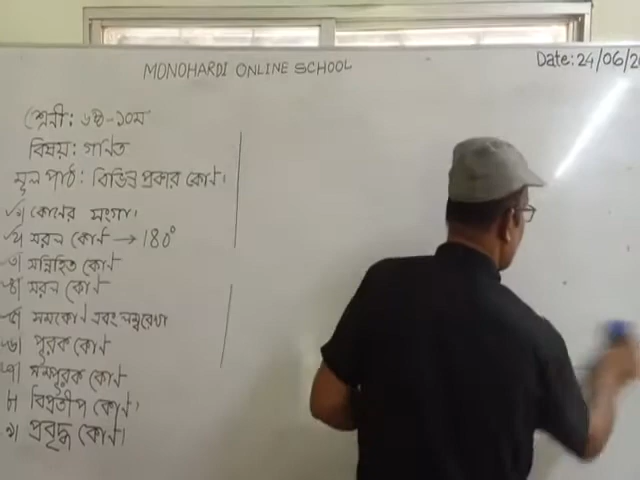 MONOHARDI ONLINE SCHOOL
Date: 24/06/20
শ্রেণী: ৬ষ্ঠ-১০ম
বিষয়: গণিত
মূল পাঠ: বিভিন্ন প্রকার কোণ।
১। কোনের সংগা।
২। সরল কোণ → 180°
৩। সন্নিহিত কোণ
৪। সরল কোণ
৫। সমকোণ এবং লম্বরেখা
৬। পূরক কোণ
৭। সম্পূরক কোণ
৮। বিপ্রতীপ কোণ।
৯। প্রবৃদ্ধ কোণ।